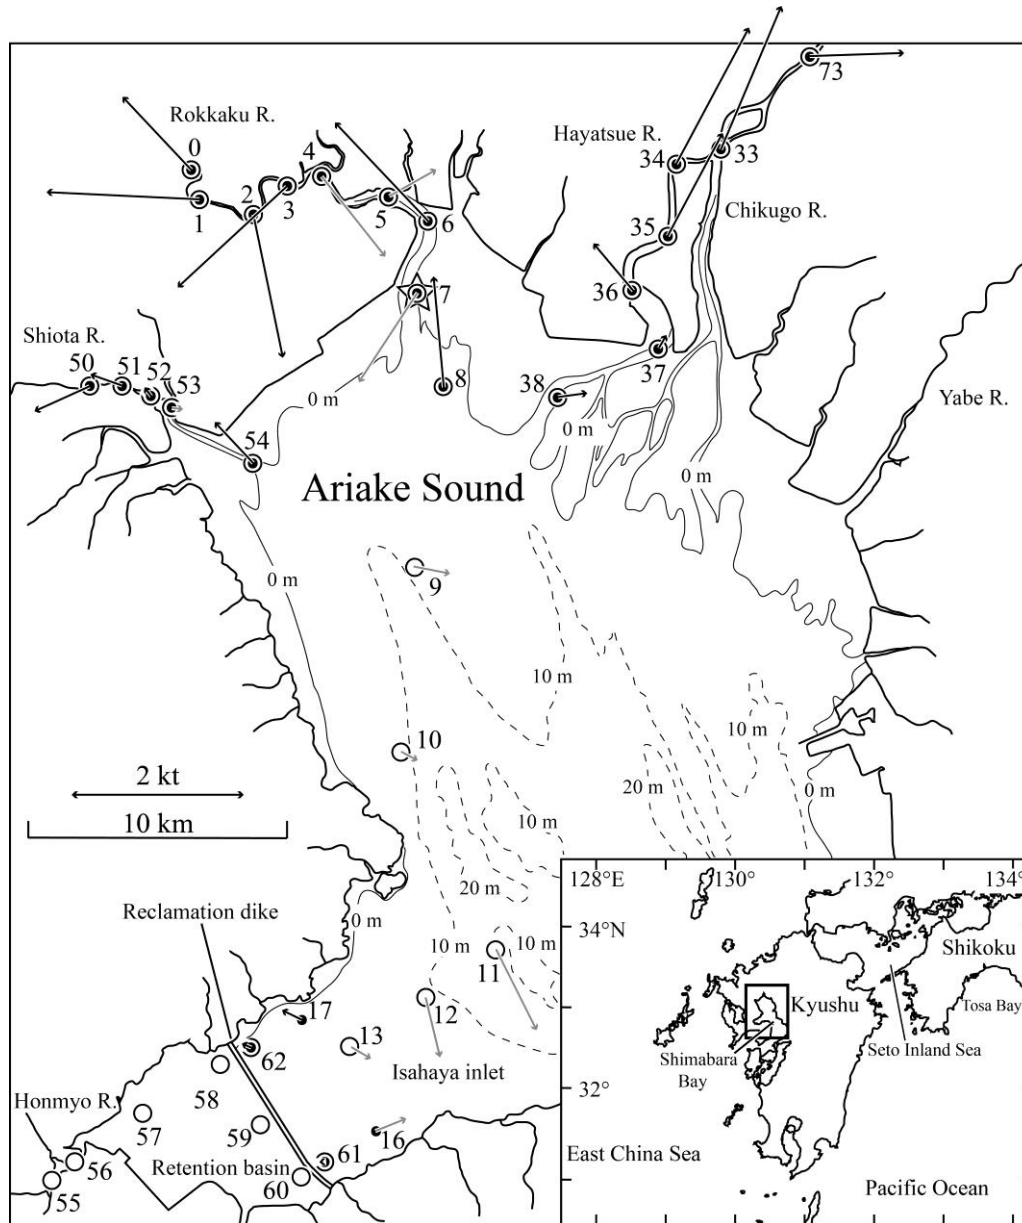 73
Rokkaku R.
Hayatsue R.
0
4
34
33
1
2
3
5
6
Chikugo R.
35
7
36
Shiota R.
50
51
52
53
8
37
38
0 m
Yabe R.
0 m
54
0 m
Ariake Sound
9
0 m
10 m
10
10 m
2 kt
20 m
0 m
10 km
10 m
20 m
Reclamation dike
0 m
10 m
10 m
11
12
17
13
62
Isahaya inlet
58
Honmyo R.
57
59
16
56
Retention basin
61
55
60
128°E
130°
132°
134°
34°N
Shikoku
Kyushu
Tosa Bay
Shimabara
Bay
Seto Inland Sea
32°
East China Sea
Pacific Ocean